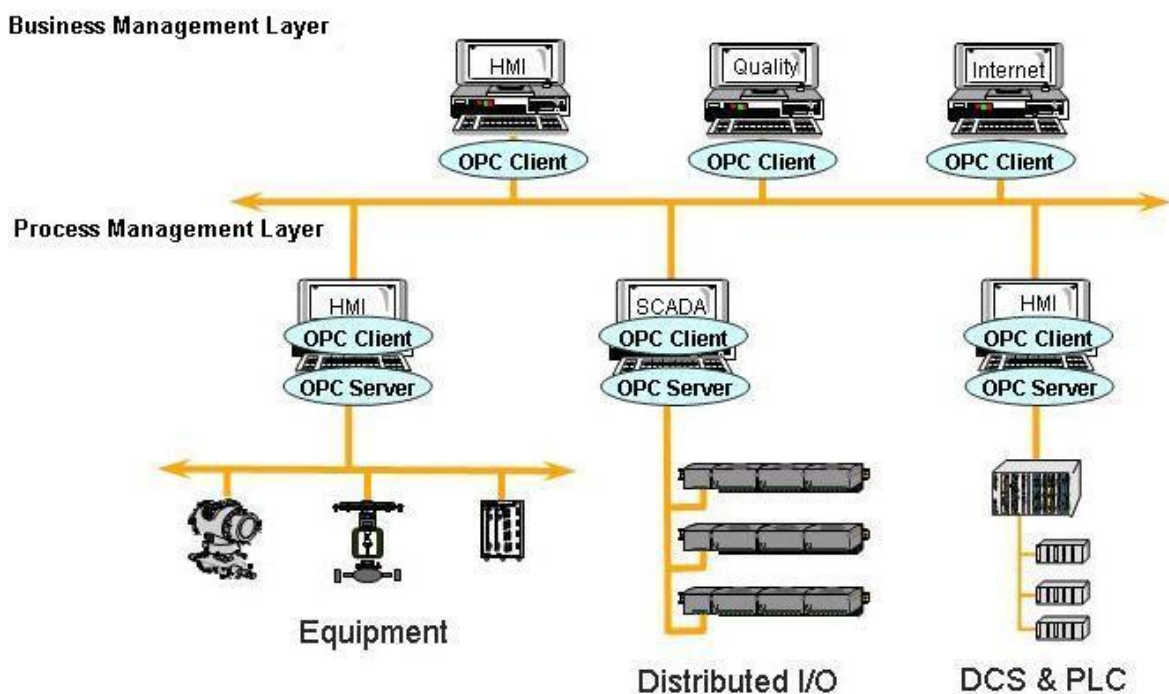 Business Management Layer
HMI
Quality
Internet
OPC Client
OPC Client
OPC Client
Process Management Layer
HMI
SCADA
HMI
OPC Client
OPC Client
OPC Client
OPC Server
OPC Server
OPC Server
Equipment
Distributed I/O
DCS & PLC